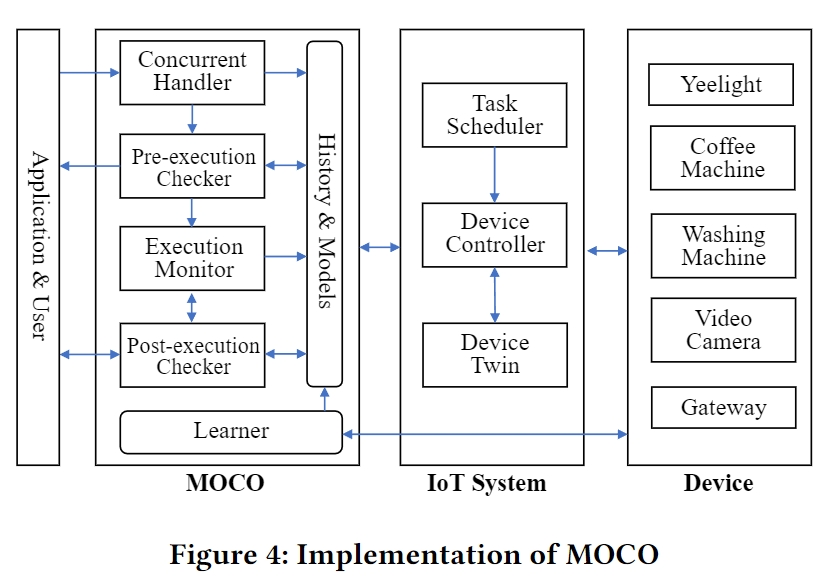 Application & User
Concurrent
Handler
Pre-execution
Checker
Execution
Monitor
Post-execution
Checker
History & Models
Learner
MOCO
Task
Scheduler
Device
Controller
Device
Twin
IoT System
Yeelight
Coffee
Machine
Washing
Machine
Video
Camera
Gateway
Device
Figure 4: Implementation of MOCO